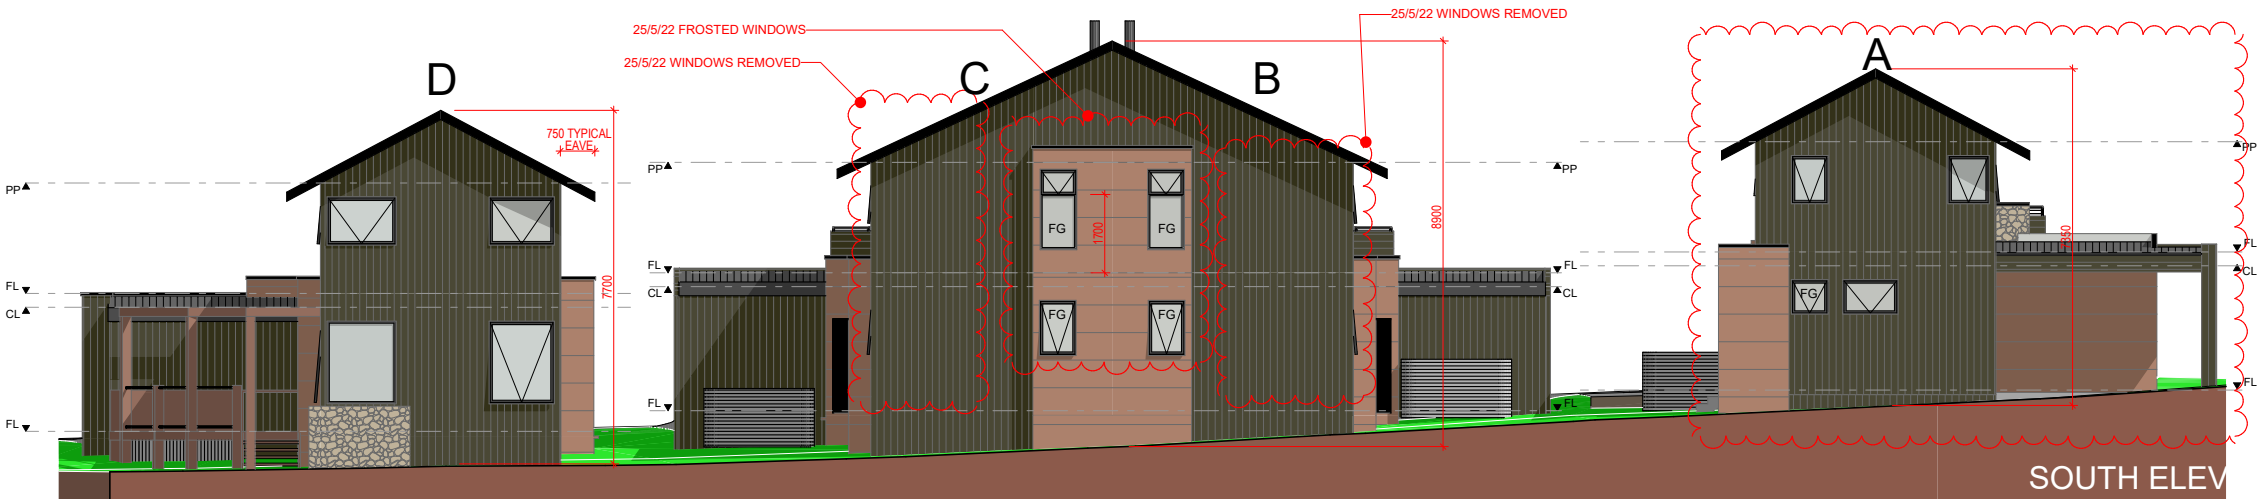 25/5/22 FROSTED WINDOWS
25/5/22 WINDOWS REMOVED
25/5/22 WINDOWS REMOVED
D
C
B
A
750 TYPICAL
EAVE
PP
PP
PP
PP
FG
FG
1700
8900
7700
FL
CL
FL
CL
FL
CL
FL
CL
FG
FG
FG
FL
FL
FL
FL
SOUTH ELEV